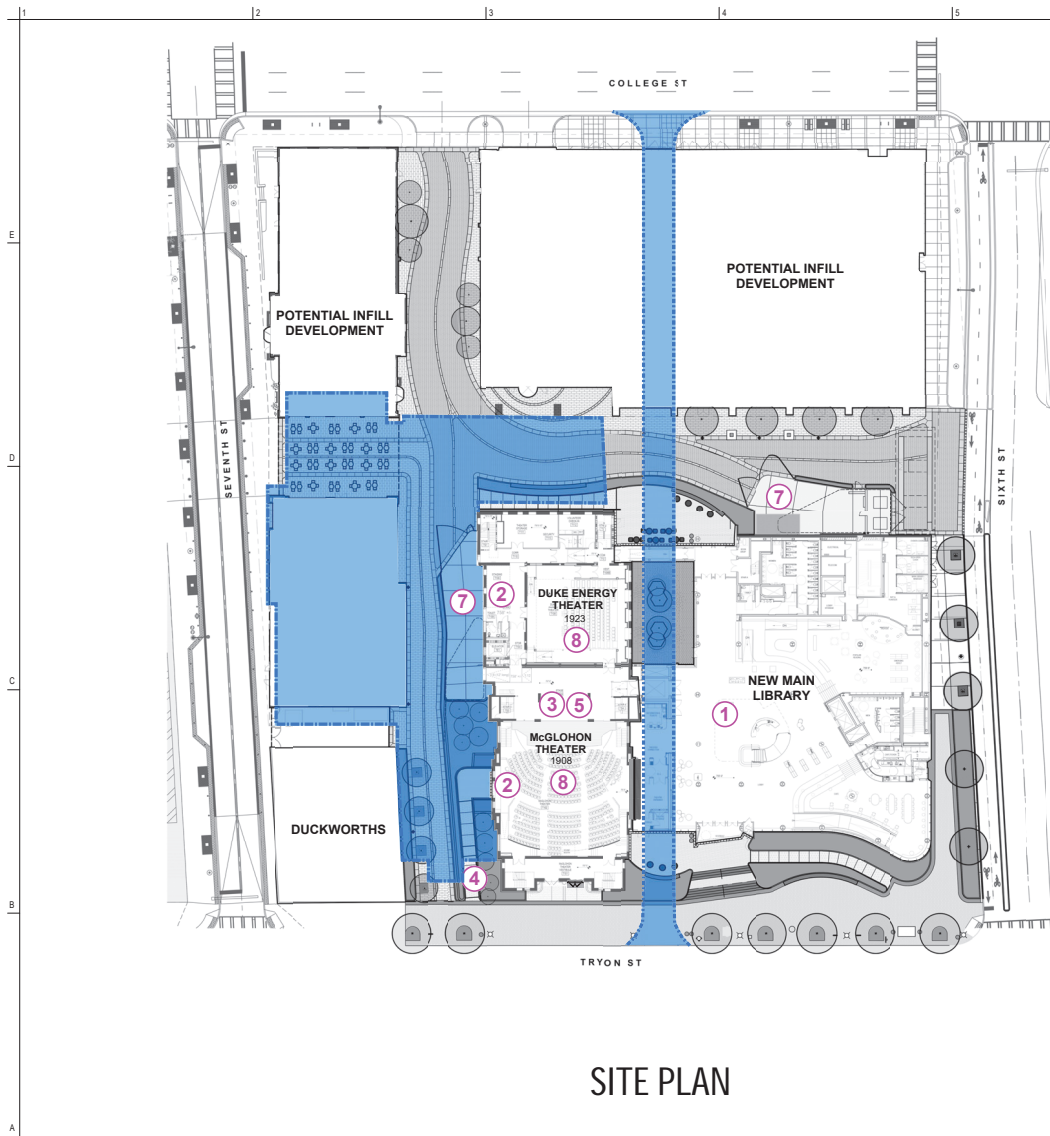 1
2
3
4
5
COLLEGE ST
E
POTENTIAL INFILL
DEVELOPMENT
POTENTIAL INFILL
DEVELOPMENT
SEVENTH ST
D
SIXTH ST
7
7
2
DUKE ENERGY
THEATER
1923
8
C
NEW MAIN
LIBRARY
3
5
1
McGLOHON
THEATER
1908
2
8
DUCKWORTHS
4
B
TRYON ST
SITE PLAN
A